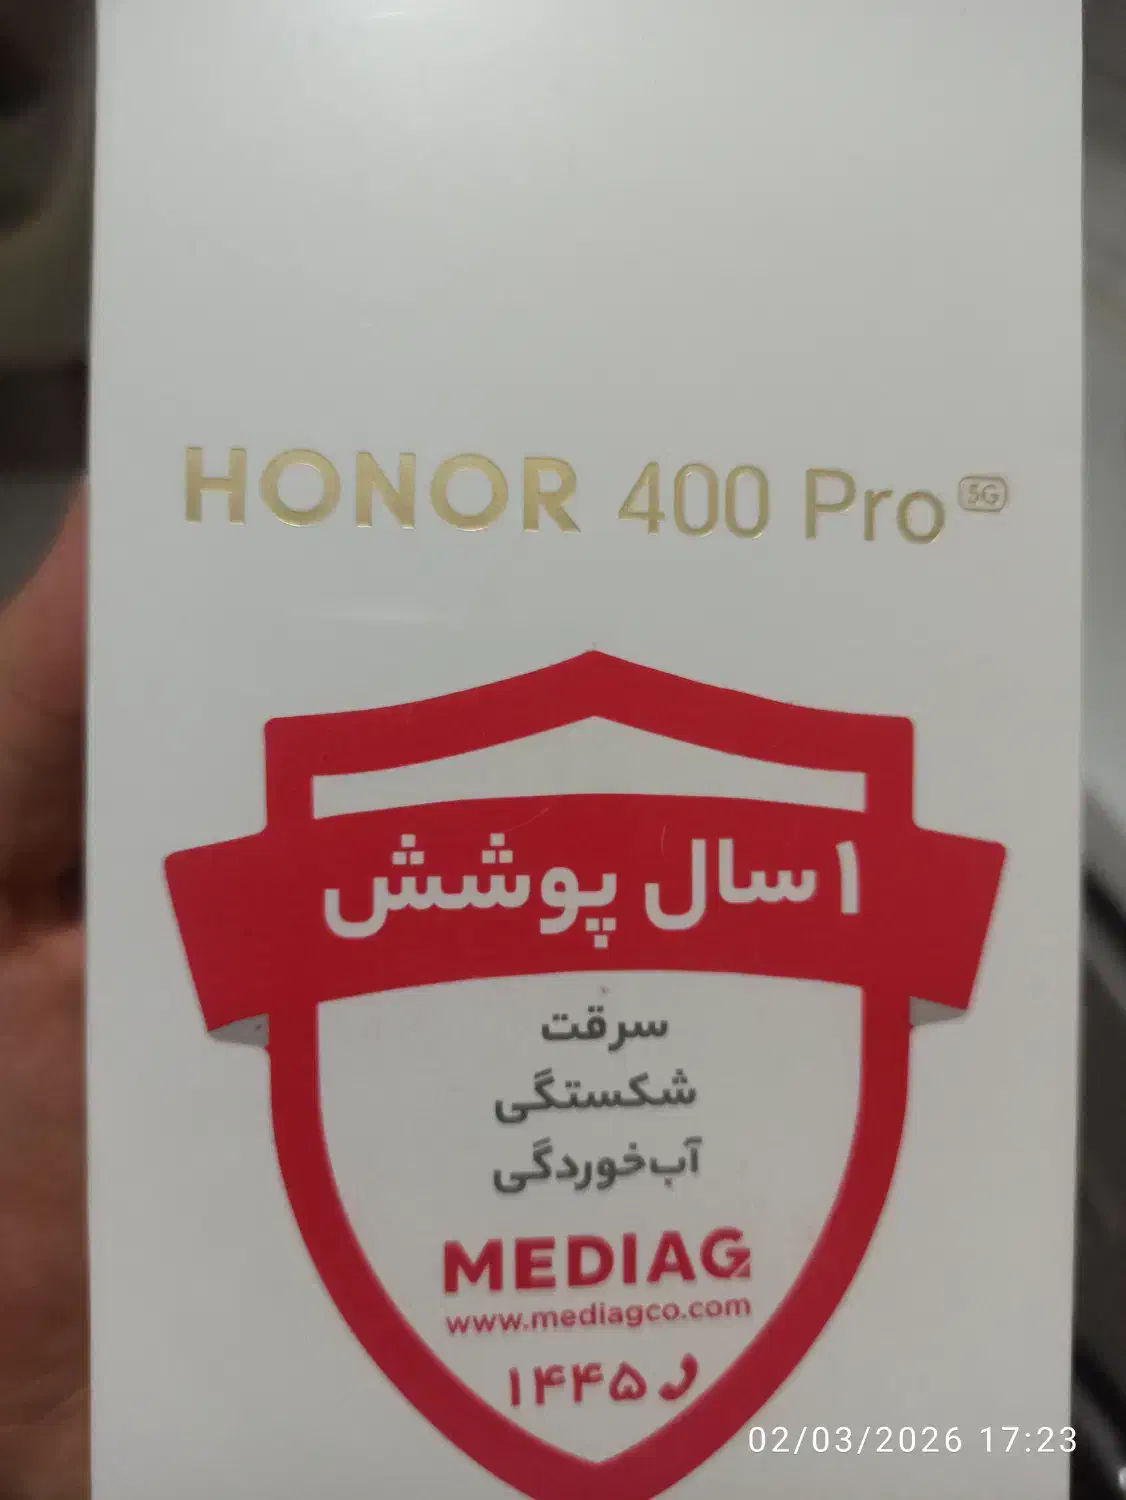 HONOR 400 Pro 5G
۱ سال پوشش
سرقت
شکستگی
آب‌خوردگی
MEDIAG
www.mediagco.com
۱۴۴۵
02/03/2026 17:23